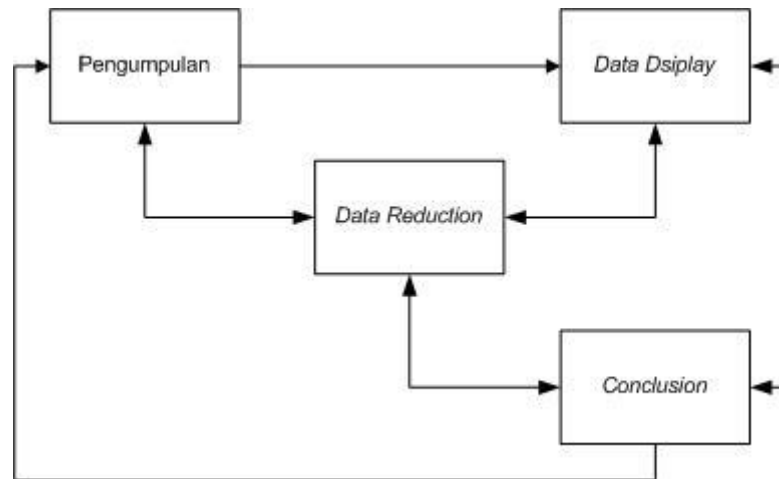 Pengumpulan
Data Dsiplay
Data Reduction
Conclusion